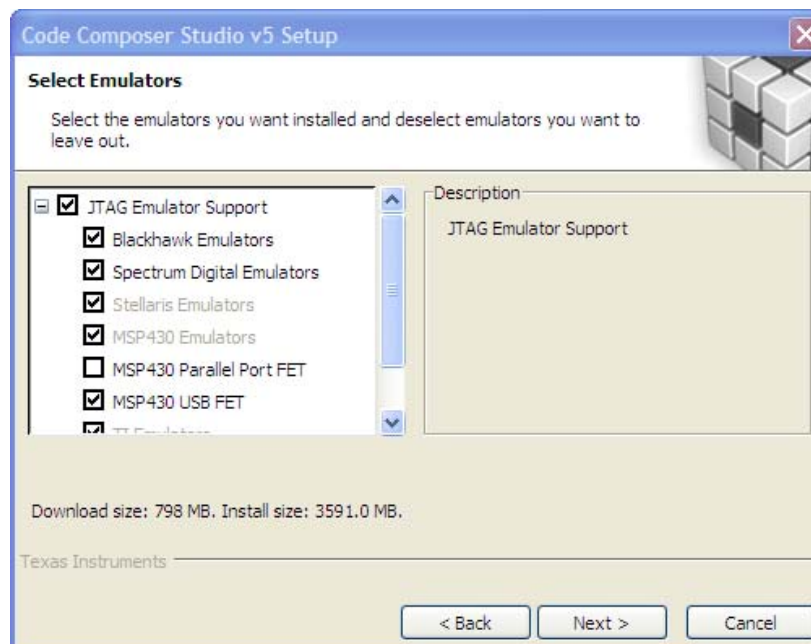 Code Composer Studio v5 Setup
Select Emulators
Select the emulators you want installed and deselect emulators you want to
leave out.
JTAG Emulator Support
Blackhawk Emulators
Spectrum Digital Emulators
Stellaris Emulators
MSP430 Emulators
MSP430 Parallel Port FET
MSP430 USB FET
TI Emulators
Description
JTAG Emulator Support
Download size: 798 MB. Install size: 3591.0 MB.
Texas Instruments
< Back
Next >
Cancel